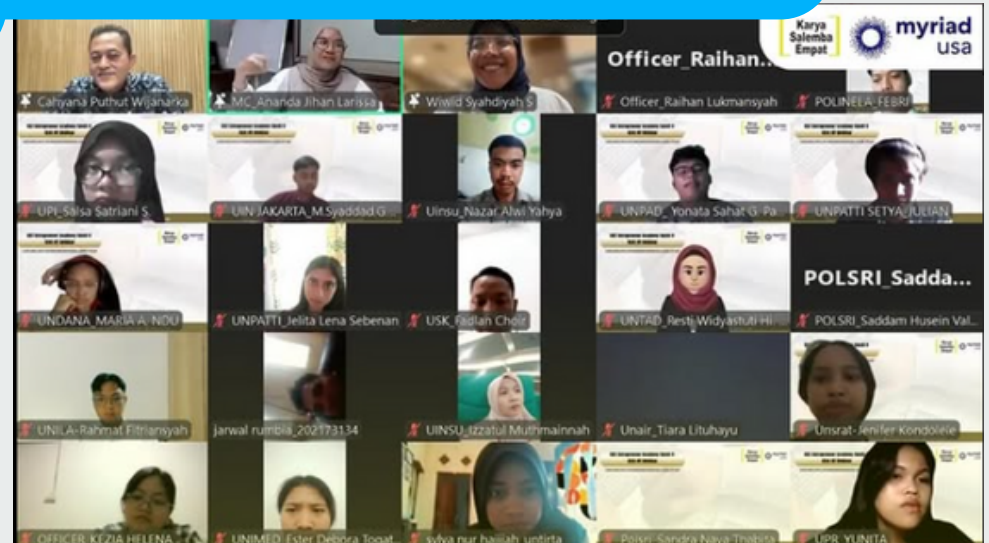 Karya
Salemba
Empat
myriad
usa
Officer_Raihan...
Cahyana Puthut Wijanarka
MC_Ananda Jihan Larissa
Wiwid Syahdiyah S
Officer_Raihan Lukmansyah
POLINELA_FEBRI
UPI_Salsa Satriani S.
UIN JAKARTA_M.Syaddad G
Uinsu_Nazar Alwi Yahya
UNPAD_ Yonata Sahat G. Pa
UNPATTI SETYA_JULIAN
POLSRI_Sadda...
UNDANA_MARIA A. NDU
UNPATTI_Jelita Lena Sebenan
USK_Fadlan Choir
UNTAD_Resti Widyastuti Hi
POLSRI_Saddam Husein Val...
UNILA-Rahmat Fitriansyah
jarwal rumbia_202173134
UINSU_Izzatul Muthmainnah
Unair_Tiara Lituhayu
Unsrat-Jenifer Kondolele
OFFICER_KEZIA HELENA
UNIMED_Ester Debora Togat
sylva nur hajijah_untirta
Polsri_Sandra Naya Thabita
UPR_YUNITA